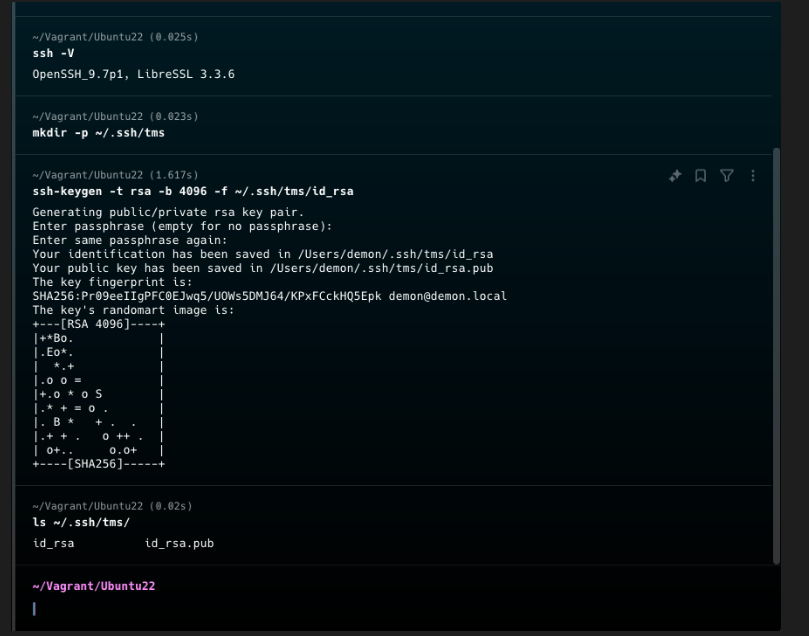 ~/Vagrant/Ubuntu22 (0.025s)
ssh -V
OpenSSH_9.7p1, LibreSSL 3.3.6
~/Vagrant/Ubuntu22 (0.023s)
mkdir -p ~/.ssh/tms
~/Vagrant/Ubuntu22 (1.617s)
ssh-keygen -t rsa -b 4096 -f ~/.ssh/tms/id_rsa
Generating public/private rsa key pair.
Enter passphrase (empty for no passphrase):
Enter same passphrase again:
Your identification has been saved in /Users/demon/.ssh/tms/id_rsa
Your public key has been saved in /Users/demon/.ssh/tms/id_rsa.pub
The key fingerprint is:
SHA256:Pr09eeIIgPFC0EJwq5/UOWs5DMJ64/KPxFCckHQ5Epk demon@demon.local
The key's randomart image is:
+---[RSA 4096]----+
|+*Bo.            |
|.Eo*.            |
|  *.+            |
|.o o =           |
|+.o * o S        |
|.* + = o .       |
|. B *   + .  .   |
|.+ + .   o ++ .  |
| o+..     o.o+   |
+----[SHA256]-----+
~/Vagrant/Ubuntu22 (0.02s)
ls ~/.ssh/tms/
id_rsa          id_rsa.pub
~/Vagrant/Ubuntu22